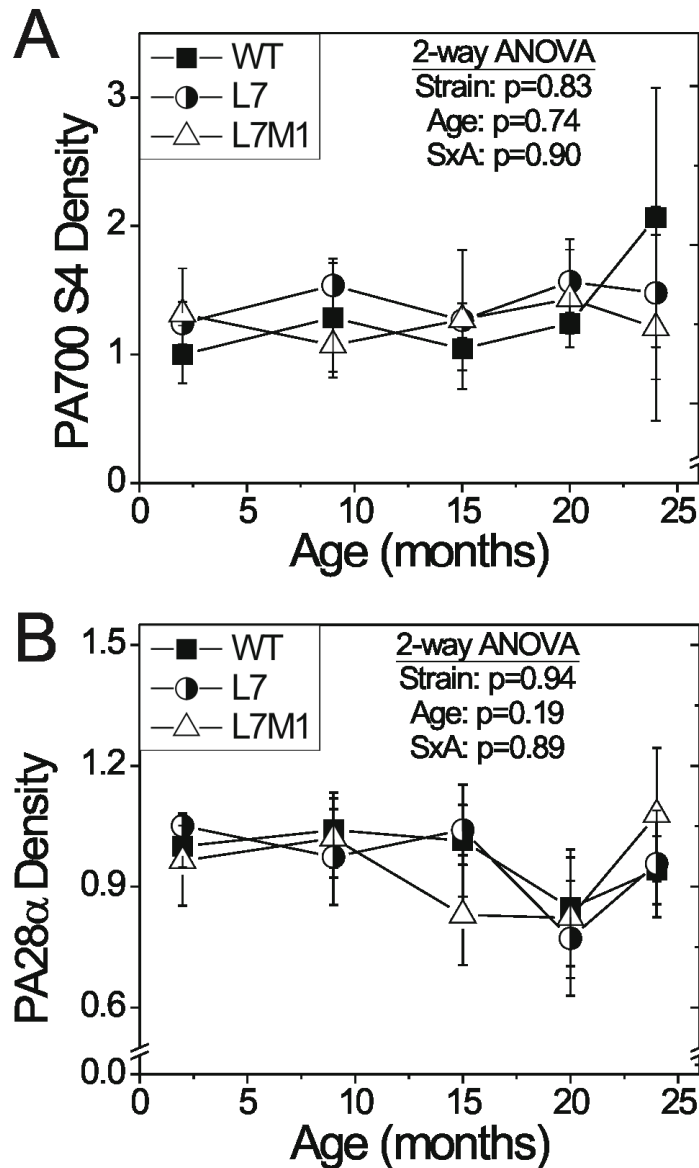 A
WT
L7
L7M1
2-way ANOVA
Strain: p=0.83
Age: p=0.74
SxA: p=0.90
PA700 S4 Density
3
2
1
0
0 5 10 15 20 25
Age (months)
B
WT
L7
L7M1
2-way ANOVA
Strain: p=0.94
Age: p=0.19
SxA: p=0.89
PA28α Density
1.5
1.2
0.9
0.6
0.0
0 5 10 15 20 25
Age (months)